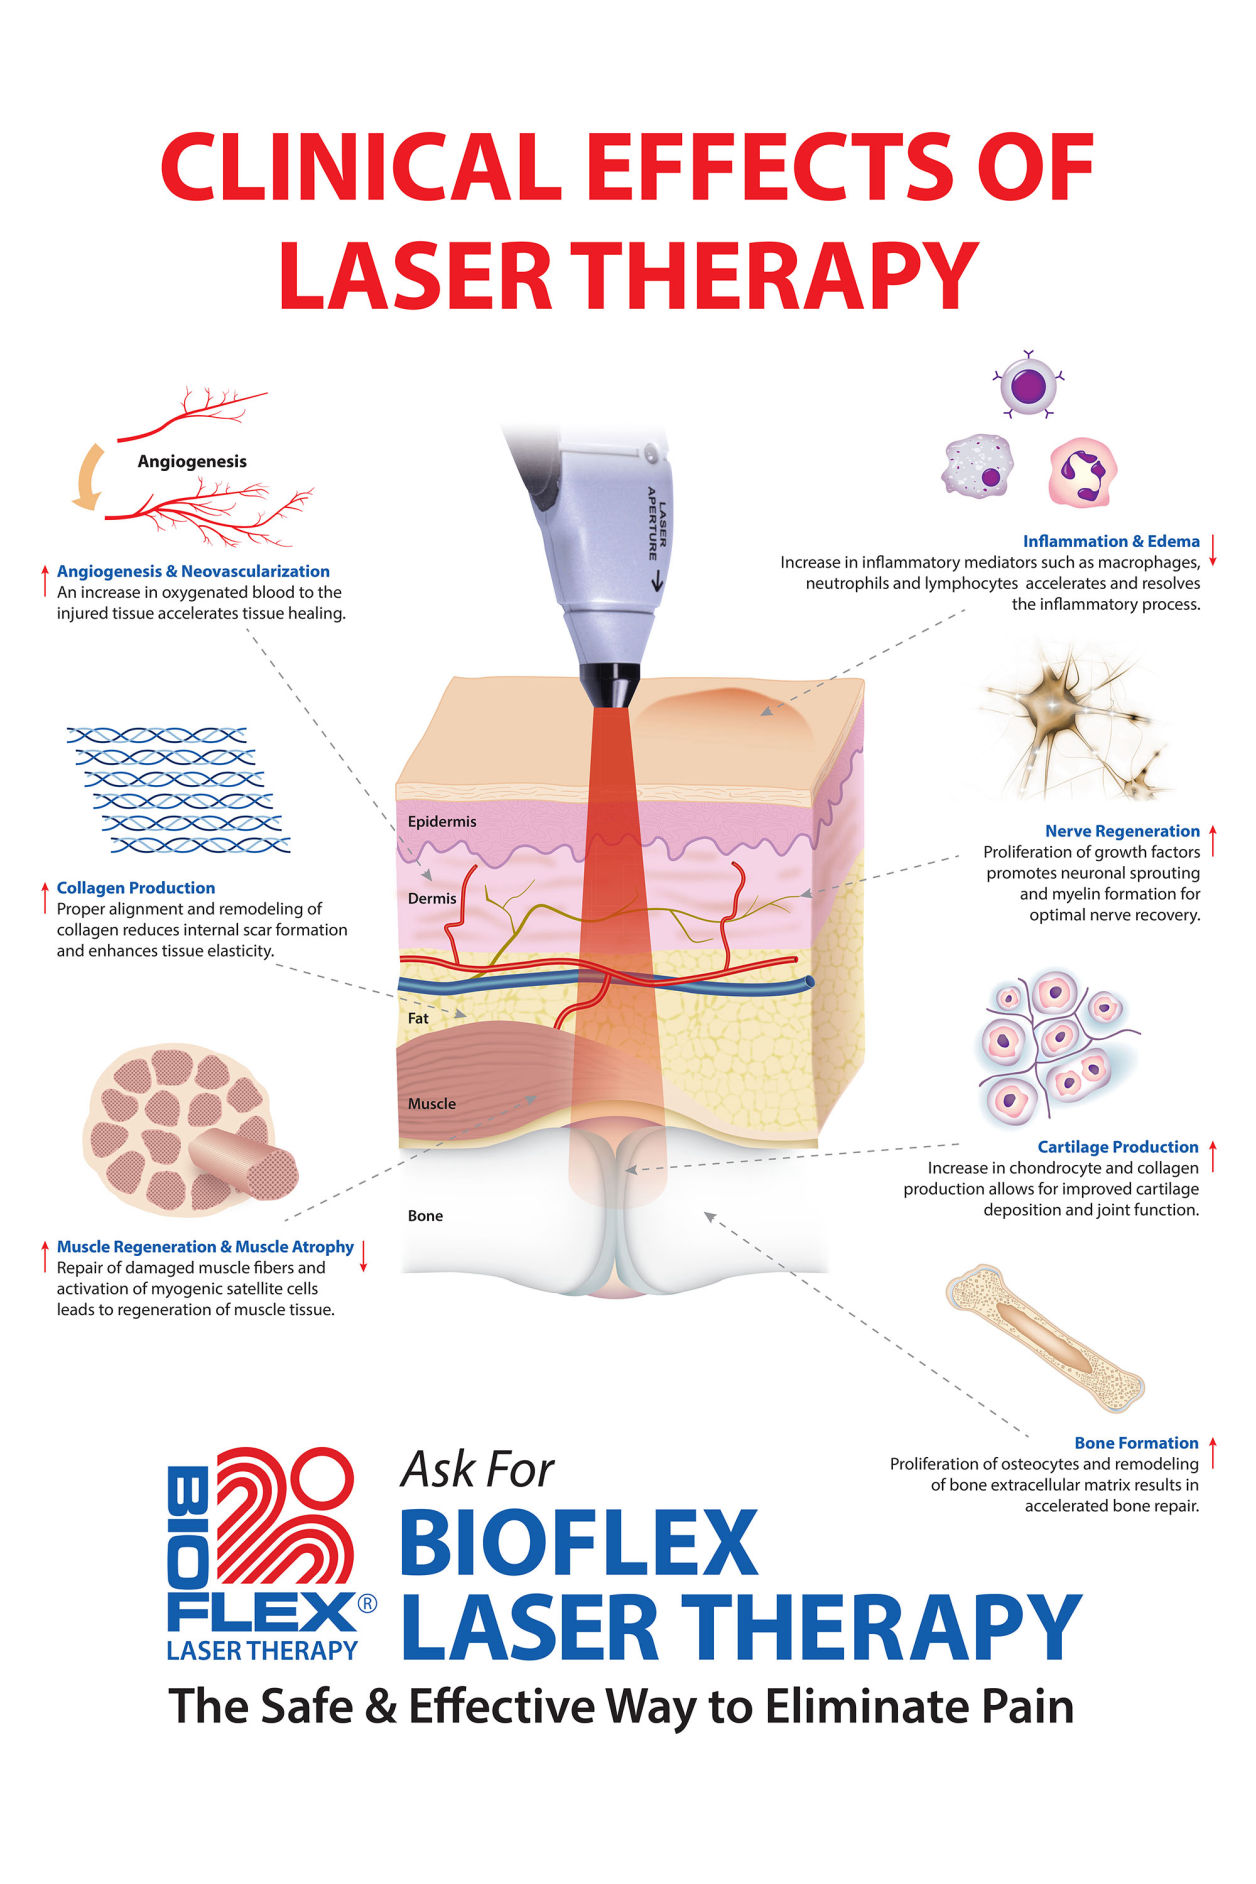 CLINICAL EFFECTS OF
LASER THERAPY
Angiogenesis
Angiogenesis & Neovascularization
An increase in oxygenated blood to the
injured tissue accelerates tissue healing.
Collagen Production
Proper alignment and remodeling of
collagen reduces internal scar formation
and enhances tissue elasticity.
Muscle Regeneration & Muscle Atrophy
Repair of damaged muscle fibers and
activation of myogenic satellite cells
leads to regeneration of muscle tissue.
LASER
APERTURE
Epidermis
Dermis
Fat
Muscle
Bone
Inflammation & Edema
Increase in inflammatory mediators such as macrophages,
neutrophils and lymphocytes accelerates and resolves
the inflammatory process.
Nerve Regeneration
Proliferation of growth factors
promotes neuronal sprouting
and myelin formation for
optimal nerve recovery.
Cartilage Production
Increase in chondrocyte and collagen
production allows for improved cartilage
deposition and joint function.
Bone Formation
Proliferation of osteocytes and remodeling
of bone extracellular matrix results in
accelerated bone repair.
BIO
FLEX®
LASER THERAPY
Ask For
BIOFLEX
LASER THERAPY
The Safe & Effective Way to Eliminate Pain